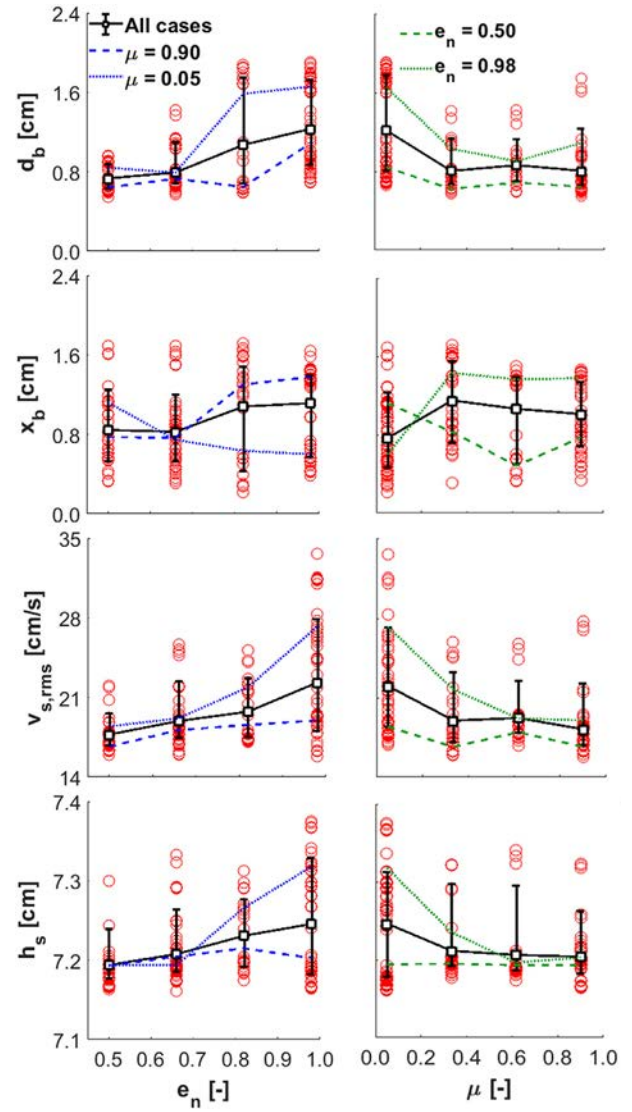 All cases
μ = 0.90
μ = 0.05
e_n = 0.50
e_n = 0.98
d_b [cm]
2.4
1.6
0.8
0.0
x_b [cm]
2.4
1.6
0.8
0.0
v_s,rms [cm/s]
35
28
21
14
h_s [cm]
7.4
7.3
7.2
7.1
0.5 0.6 0.7 0.8 0.9 1.0
0.0 0.2 0.4 0.6 0.8 1.0
e_n [-]
μ [-]